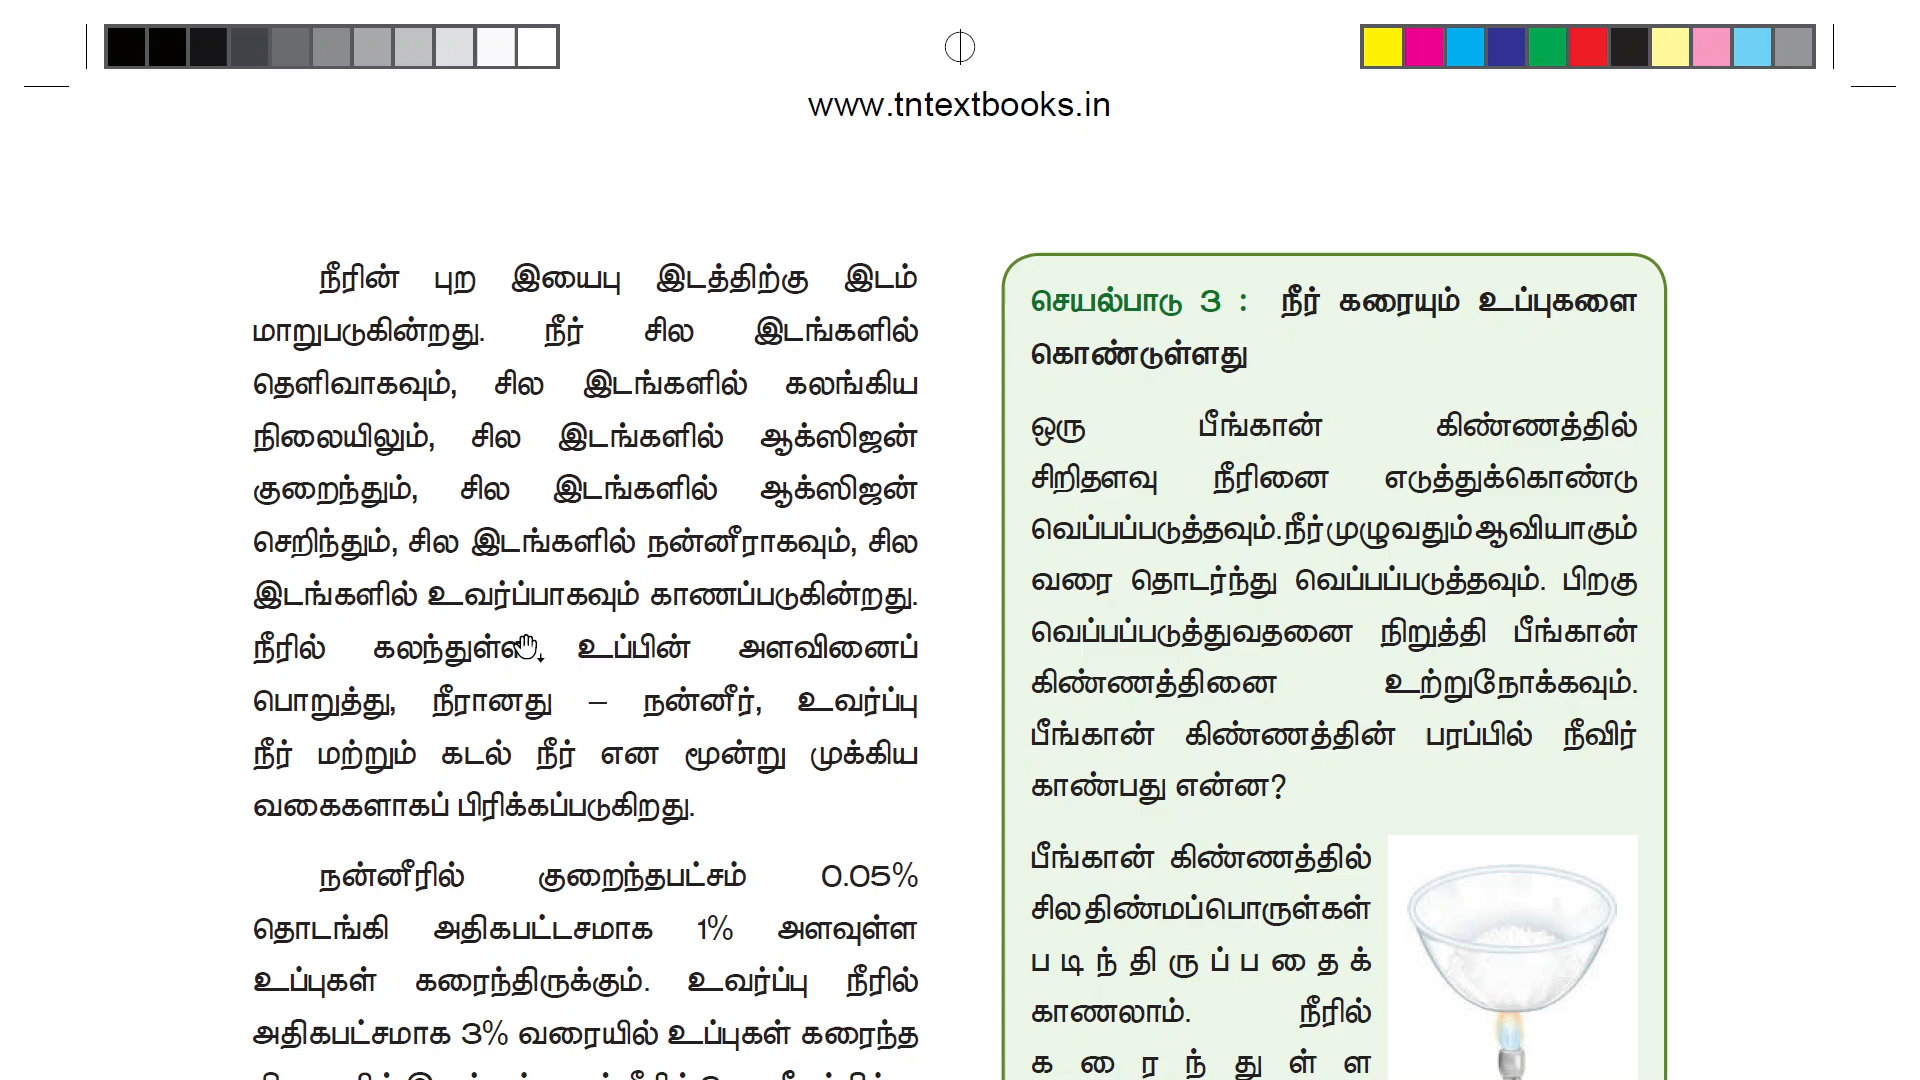 www.tntextbooks.in
நீரின் புற இயைபு இடத்திற்கு இடம்
மாறுபடுகின்றது. நீர் சில இடங்களில்
தெளிவாகவும், சில இடங்களில் கலங்கிய
நிலையிலும், சில இடங்களில் ஆக்ஸிஜன்
குறைந்தும், சில இடங்களில் ஆக்ஸிஜன்
செறிந்தும், சில இடங்களில் நன்னீராகவும், சில
இடங்களில் உவர்ப்பாகவும் காணப்படுகின்றது.
நீரில் கலந்துள்ள உப்பின் அளவினைப்
பொறுத்து, நீரானது – நன்னீர், உவர்ப்பு
நீர் மற்றும் கடல் நீர் என மூன்று முக்கிய
வகைகளாகப் பிரிக்கப்படுகிறது.
நன்னீரில் குறைந்தபட்சம் 0.05%
தொடங்கி அதிகபட்டசமாக 1% அளவுள்ள
உப்புகள் கரைந்திருக்கும். உவர்ப்பு நீரில்
அதிகபட்சமாக 3% வரையில் உப்புகள் கரைந்த
செயல்பாடு 3 : நீர் கரையும் உப்புகளை
கொண்டுள்ளது
ஒரு பீங்கான் கிண்ணத்தில்
சிறிதளவு நீரினை எடுத்துக்கொண்டு
வெப்பப்படுத்தவும்.நீர் முழுவதும் ஆவியாகும்
வரை தொடர்ந்து வெப்பப்படுத்தவும். பிறகு
வெப்பப்படுத்துவதனை நிறுத்தி பீங்கான்
கிண்ணத்தினை உற்றுநோக்கவும்.
பீங்கான் கிண்ணத்தின் பரப்பில் நீவிர்
காண்பது என்ன?
பீங்கான் கிண்ணத்தில்
சில திண்மப்பொருள்கள்
படிந்திருப்பதைக்
காணலாம். நீரில்
கரைந்துள்ள